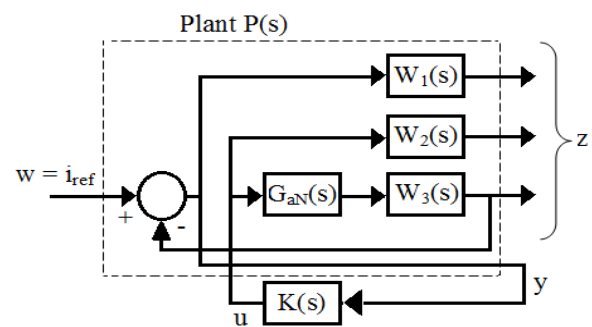 Plant P(s)
W₁(s)
W₂(s)
z
w = i_ref
+
-
G_aN(s)
W₃(s)
y
K(s)
u